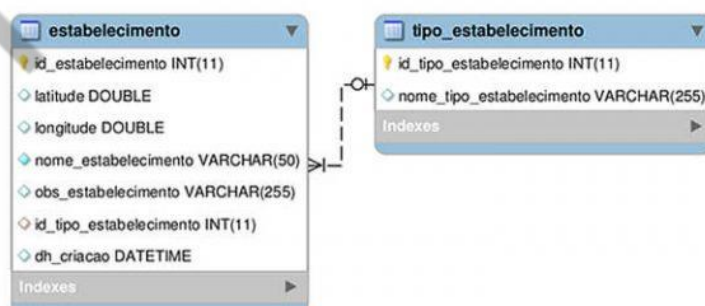 estabelecimento
id_estabelecimento INT(11)
latitude DOUBLE
longitude DOUBLE
nome_estabelecimento VARCHAR(50)
obs_estabelecimento VARCHAR(255)
id_tipo_estabelecimento INT(11)
dh_criacao DATETIME
Indexes
tipo_estabelecimento
id_tipo_estabelecimento INT(11)
nome_tipo_estabelecimento VARCHAR(255)
Indexes